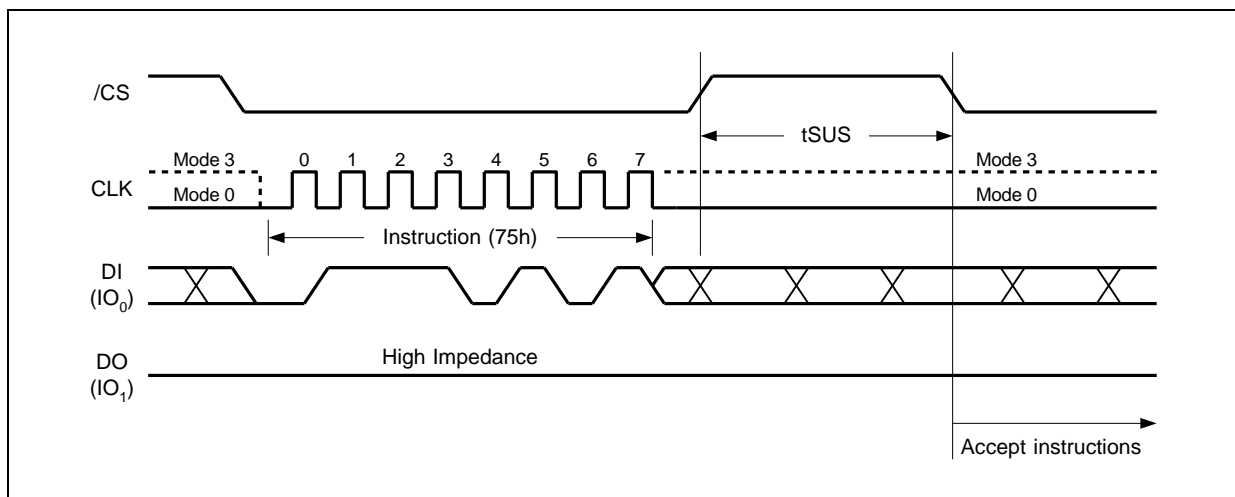 /CS
tSUS
Mode 3
0 1 2 3 4 5 6 7
Mode 3
CLK
Mode 0
Mode 0
Instruction (75h)
DI
(IO₀)
High Impedance
DO
(IO₁)
Accept instructions